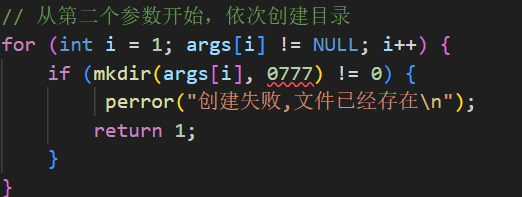 // 从第二个参数开始，依次创建目录
for (int i = 1; args[i] != NULL; i++) {
    if (mkdir(args[i], 0777) != 0) {
        perror("创建失败,文件已经存在\n");
        return 1;
    }
}